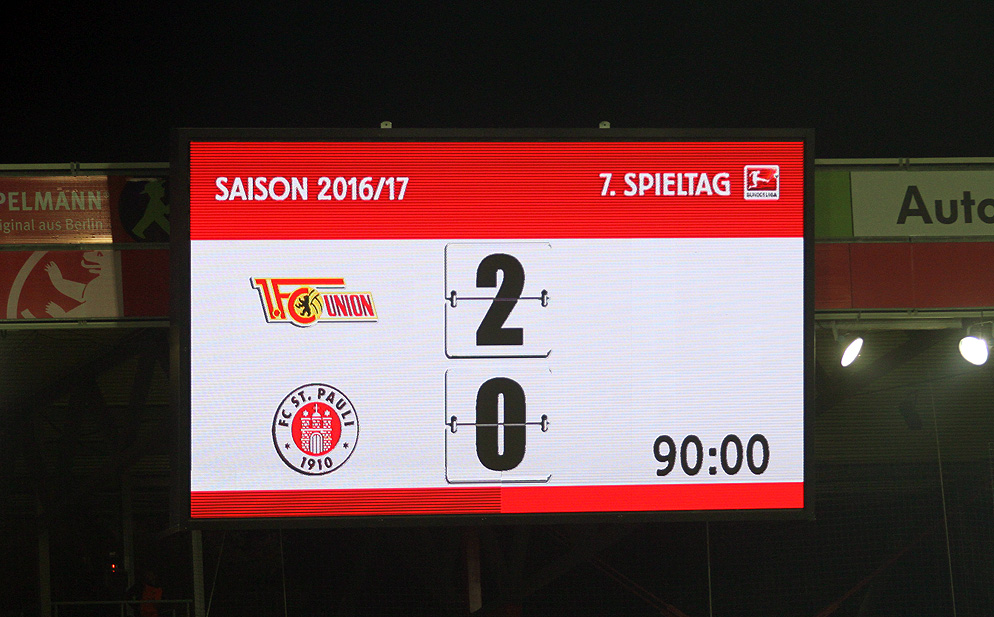 SAISON 2016/17
7. SPIELTAG
BUNDESLIGA
1.FC UNION
2
FC ST. PAULI
1910
0
90:00
PELMANN
iginal aus Berlin
Auto